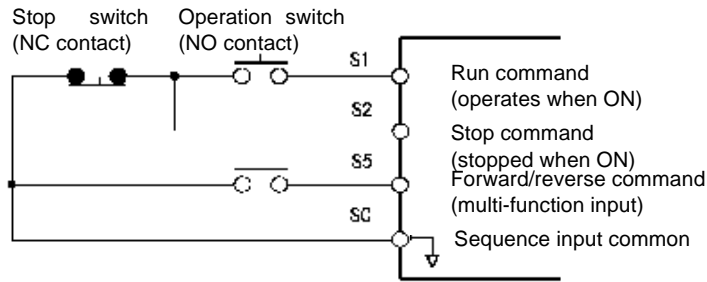 Stop switch
(NC contact)
Operation switch
(NO contact)
S1
Run command
(operates when ON)
S2
Stop command
(stopped when ON)
S5
Forward/reverse command
(multi-function input)
SC
Sequence input common